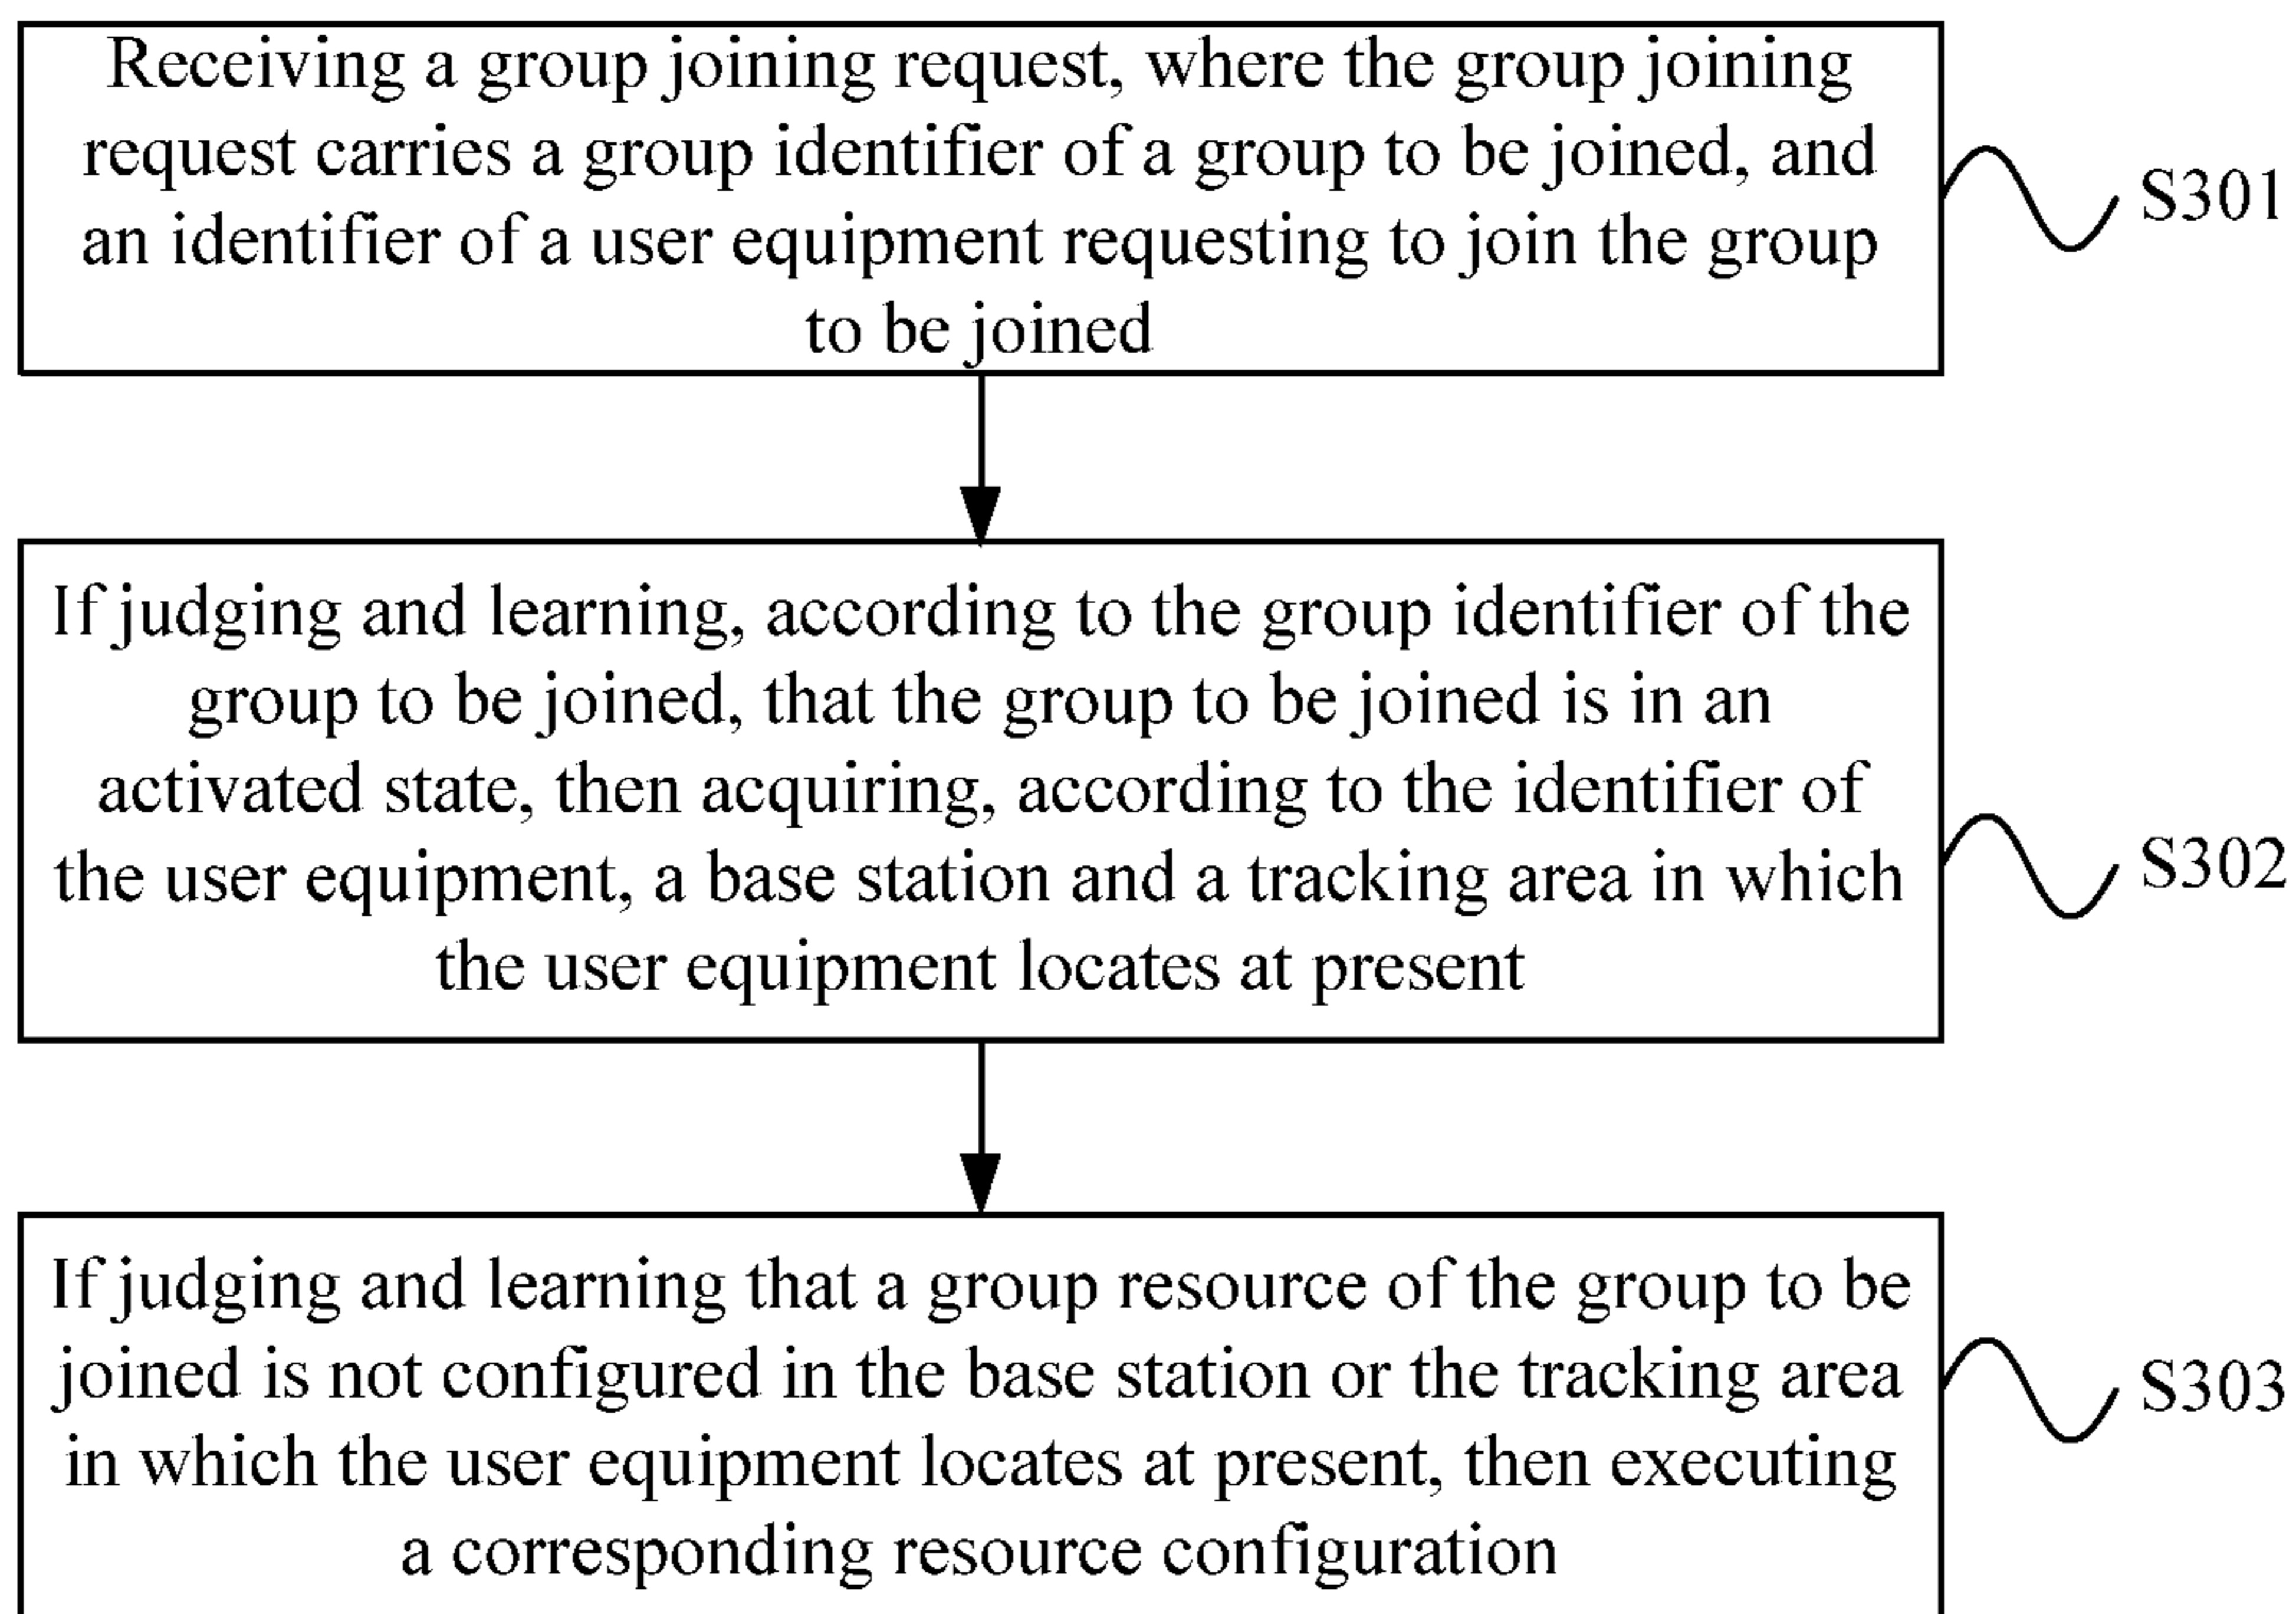 Receiving a group joining request, where the group joining
request carries a group identifier of a group to be joined, and
an identifier of a user equipment requesting to join the group
to be joined
S301
If judging and learning, according to the group identifier of the
group to be joined, that the group to be joined is in an
activated state, then acquiring, according to the identifier of
the user equipment, a base station and a tracking area in which
the user equipment locates at present
S302
If judging and learning that a group resource of the group to be
joined is not configured in the base station or the tracking area
in which the user equipment locates at present, then executing
a corresponding resource configuration
S303